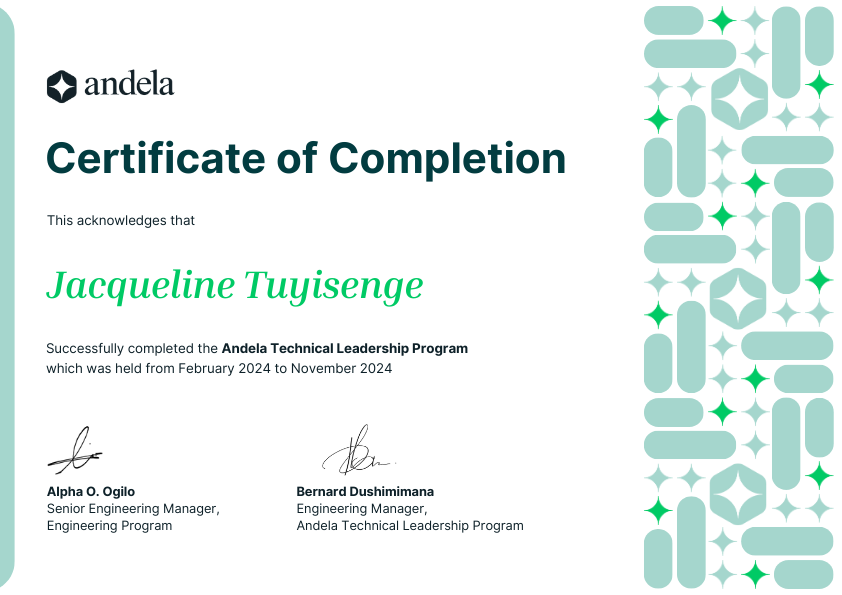 andela
Certificate of Completion
This acknowledges that
Jacqueline Tuyisenge
Successfully completed the Andela Technical Leadership Program
which was held from February 2024 to November 2024
Alpha O. Ogilo
Senior Engineering Manager,
Engineering Program
Bernard Dushimimana
Engineering Manager,
Andela Technical Leadership Program